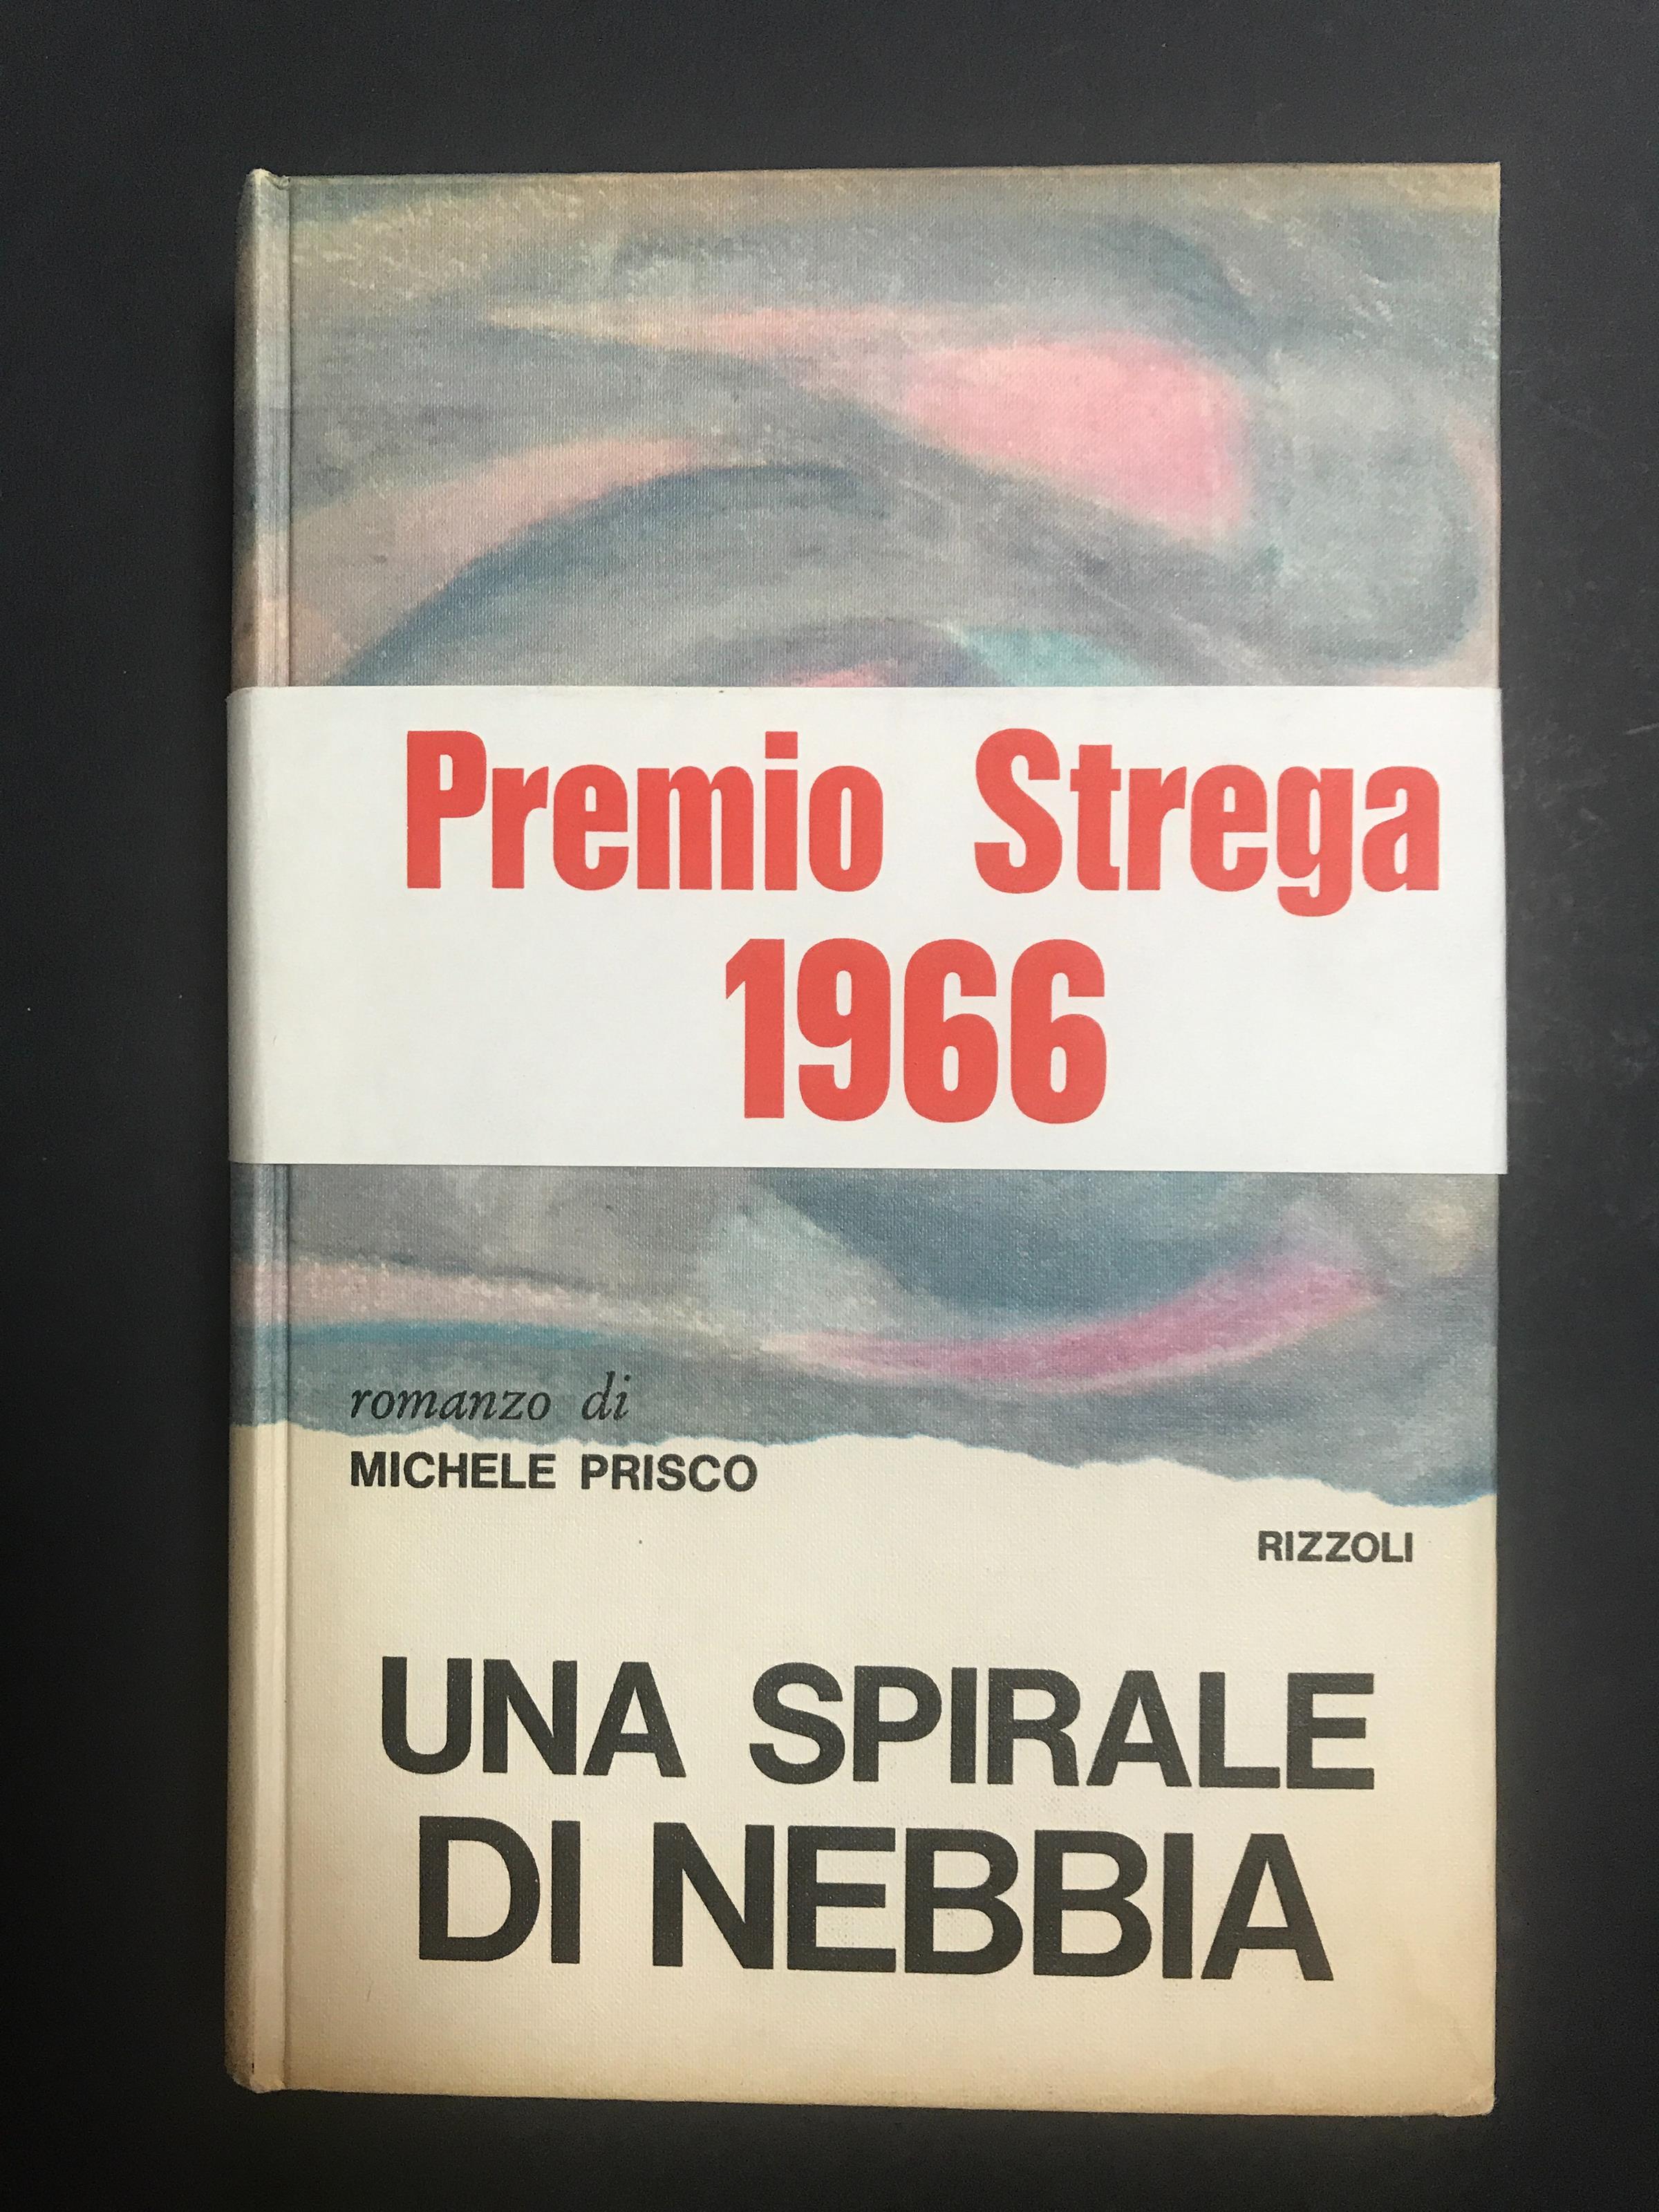 Premio Strega
1966
romanzo di
MICHELE PRISCO
RIZZOLI
UNA SPIRALE
DI NEBBIA